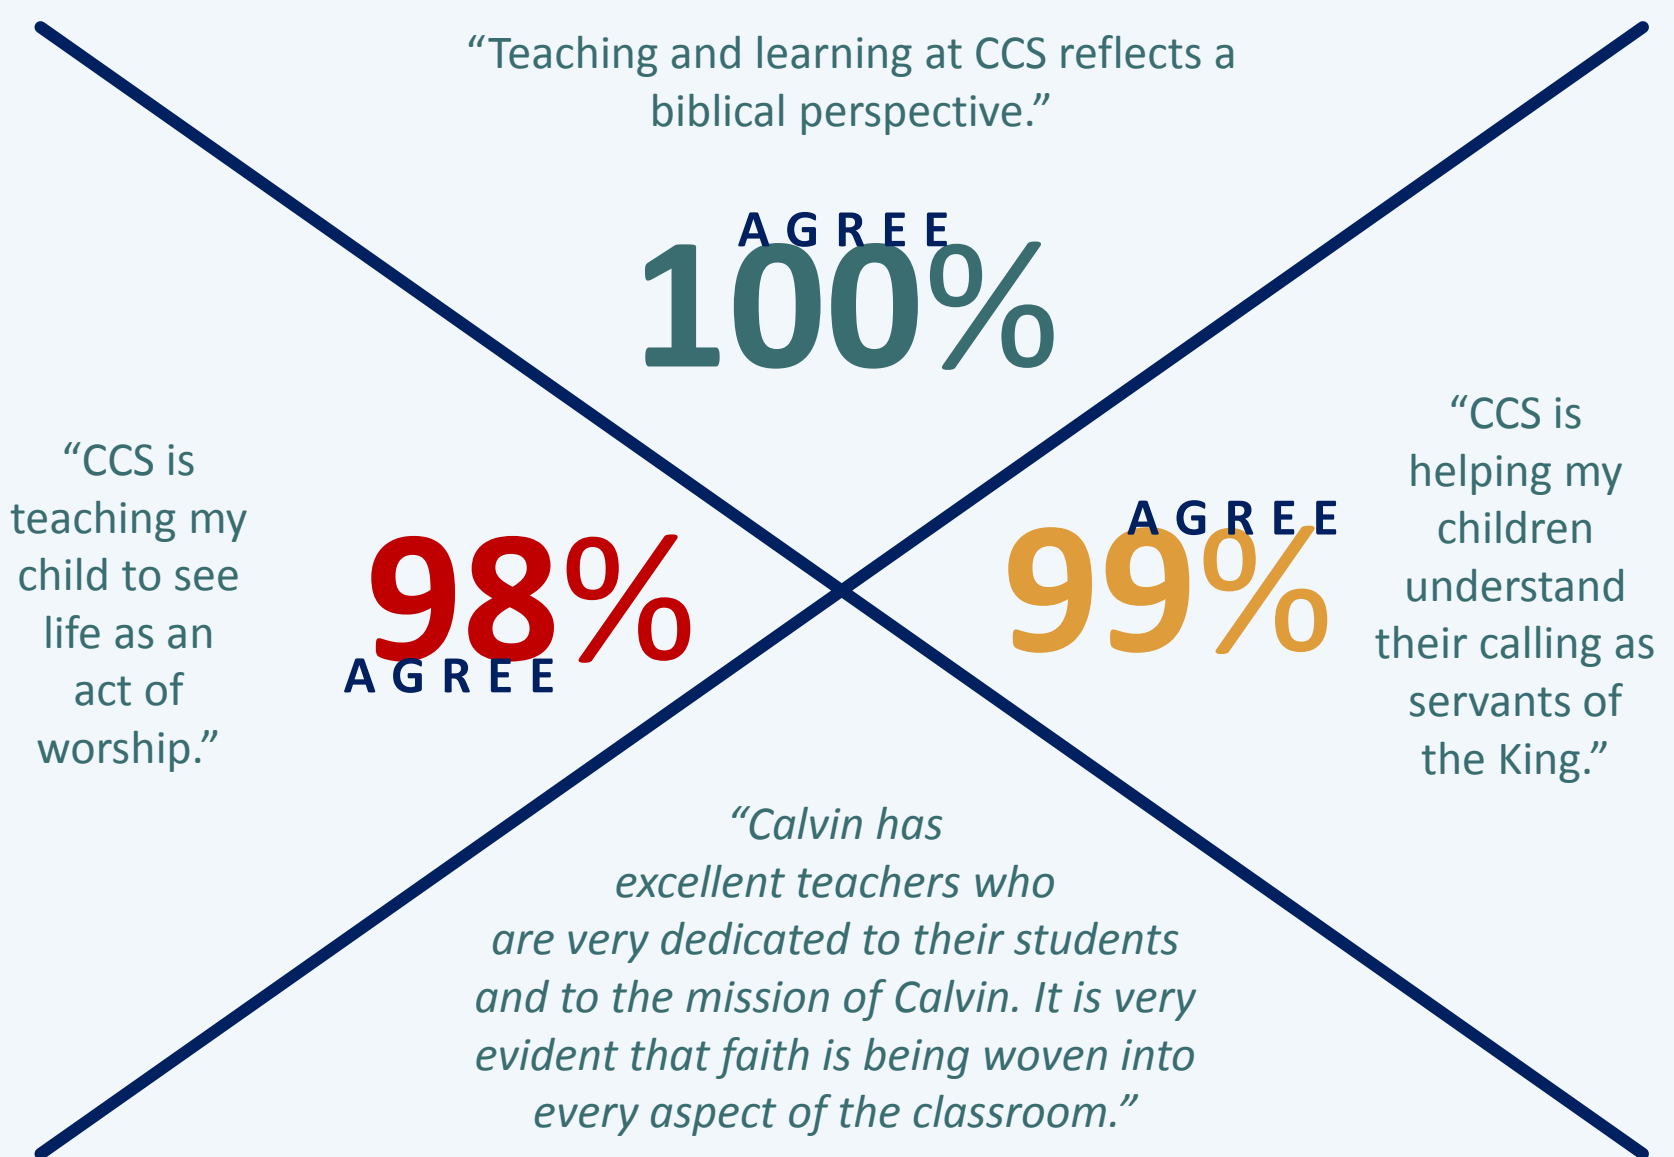 “Teaching and learning at CCS reflects a
biblical perspective.”
AGREE
100%
“CCS is
teaching my
child to see
life as an
act of
worship.”
98%
AGREE
AGREE
99%
“CCS is
helping my
children
understand
their calling as
servants of
the King.”
“Calvin has
excellent teachers who
are very dedicated to their students
and to the mission of Calvin. It is very
evident that faith is being woven into
every aspect of the classroom.”